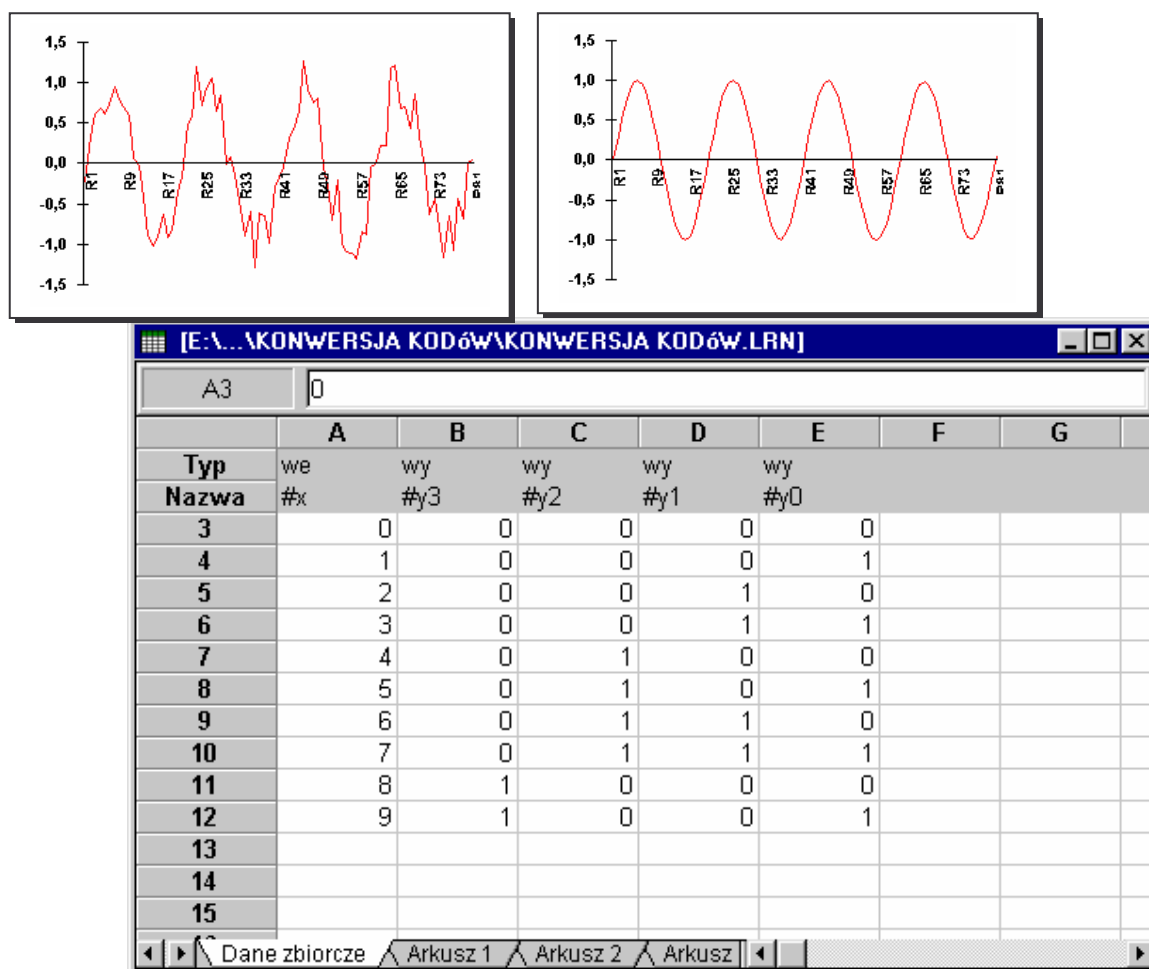 1,5
1,0
0,5
0,0
-0,5
-1,0
-1,5
R1 R9 R17 R25 R33 R41 R49 R57 R65 R73 R81
1,5
1,0
0,5
0,0
-0,5
-1,0
-1,5
R1 R9 R17 R25 R33 R41 R49 R57 R65 R73 R81
[E:\...\KONWERSJA KODóW\KONWERSJA KODóW.LRN]
A3 0
A B C D E F G
Typ we wy wy wy wy
Nazwa #x #y3 #y2 #y1 #y0
3 0 0 0 0 0
4 1 0 0 0 1
5 2 0 0 1 0
6 3 0 0 1 1
7 4 0 1 0 0
8 5 0 1 0 1
9 6 0 1 1 0
10 7 0 1 1 1
11 8 1 0 0 0
12 9 1 0 0 1
13
14
15
Dane zbiorcze Arkusz 1 Arkusz 2 Arkusz